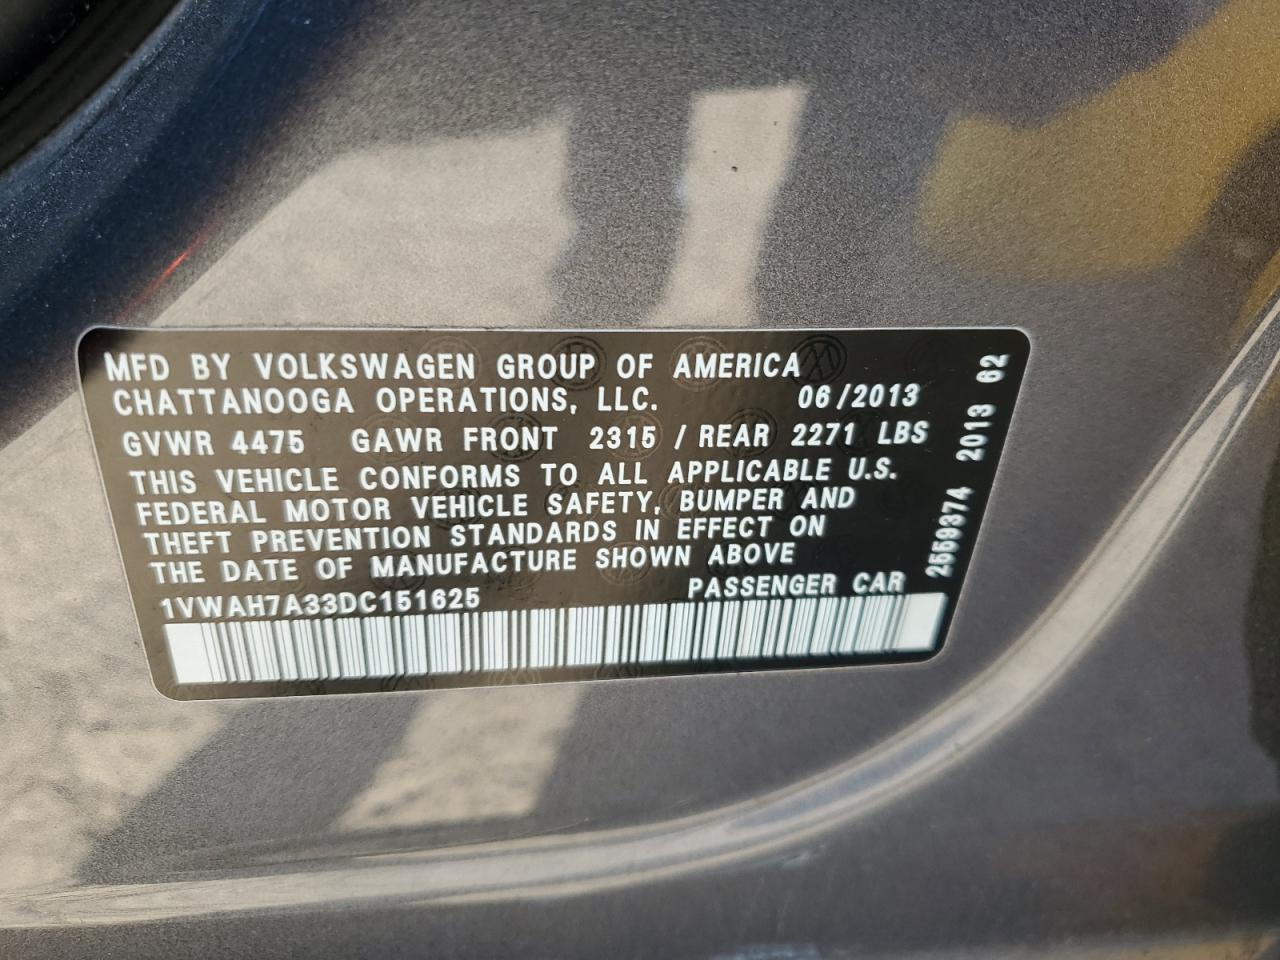 MFD BY VOLKSWAGEN GROUP OF AMERICA
CHATTANOOGA OPERATIONS, LLC. 06/2013
GVWR 4475 GAWR FRONT 2315 / REAR 2271 LBS
THIS VEHICLE CONFORMS TO ALL APPLICABLE U.S.
FEDERAL MOTOR VEHICLE SAFETY, BUMPER AND
THEFT PREVENTION STANDARDS IN EFFECT ON
THE DATE OF MANUFACTURE SHOWN ABOVE
1VWAH7A33DC151625 PASSENGER CAR
2559374 2013 62